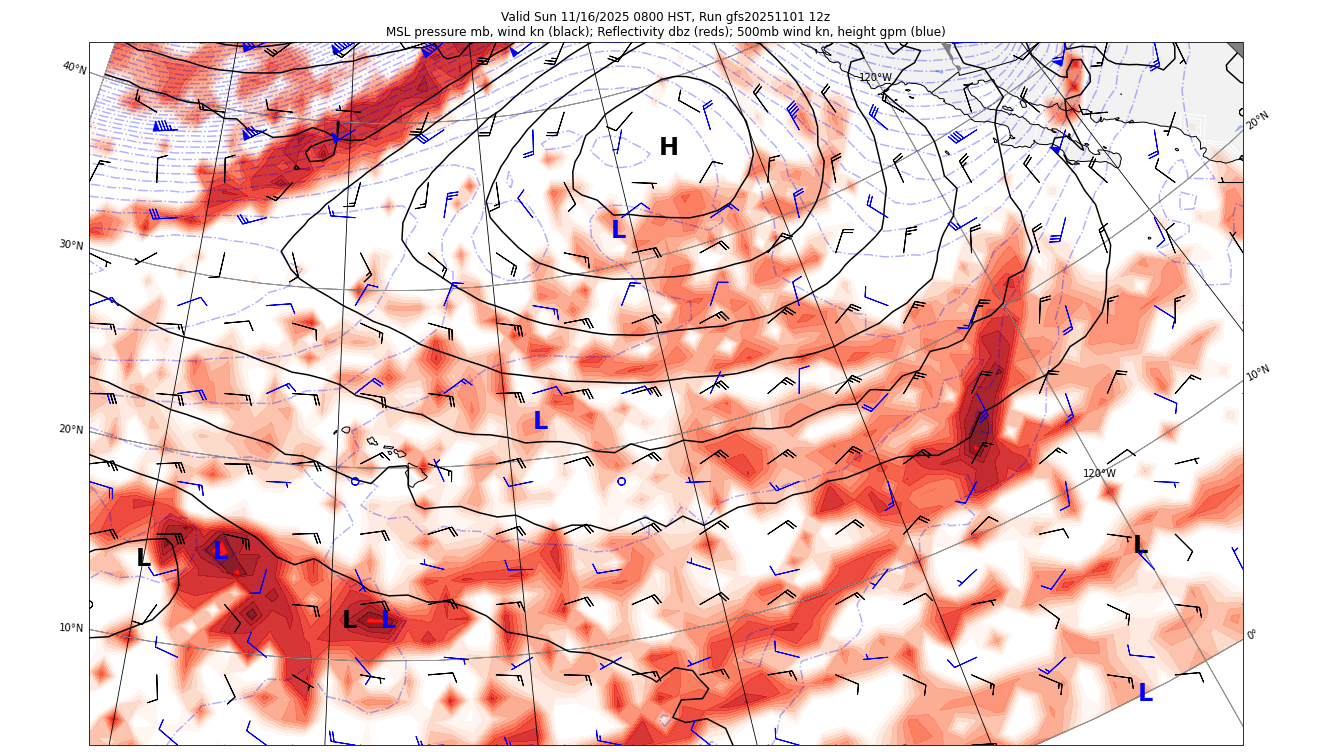 Valid Sun 11/16/2025 0800 HST, Run gfs20251101 12z
MSL pressure mb, wind kn (black); Reflectivity dbz (reds); 500mb wind kn, height gpm (blue)
40°N
120°W
20°N
H
L
30°N
10°N
L
20°N
120°W
L
L
L
L
L
10°N
0°
L